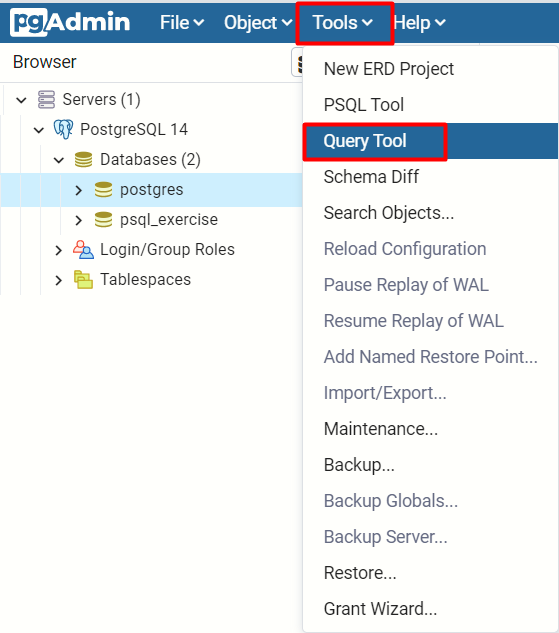 pgAdmin File Object Tools Help
Browser
Servers (1)
PostgreSQL 14
Databases (2)
postgres
psql_exercise
Login/Group Roles
Tablespaces
New ERD Project
PSQL Tool
Query Tool
Schema Diff
Search Objects...
Reload Configuration
Pause Replay of WAL
Resume Replay of WAL
Add Named Restore Point...
Import/Export...
Maintenance...
Backup...
Backup Globals...
Backup Server...
Restore...
Grant Wizard...